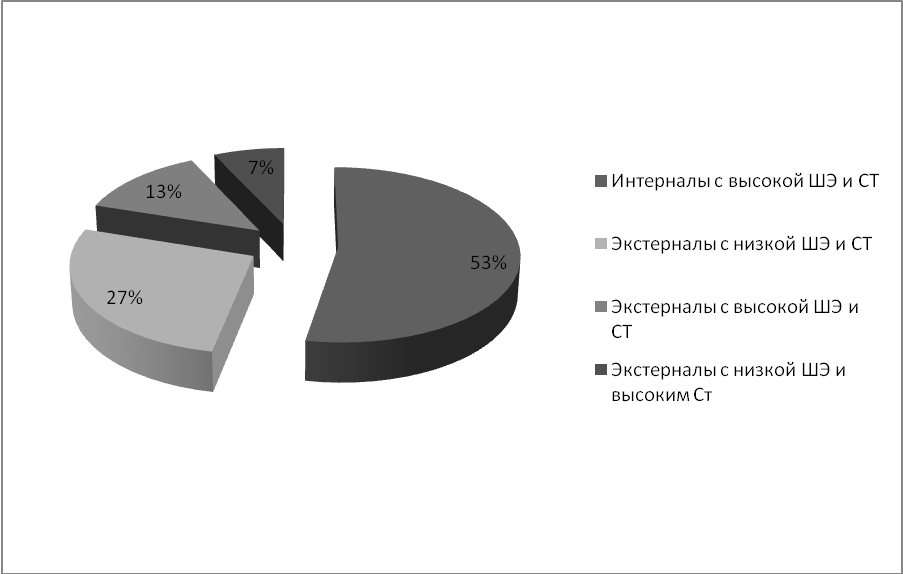 7%
13%
53%
27%
Интерналы с высокой ШЭ и СТ
Экстерналы с низкой ШЭ и СТ
Экстерналы с высокой ШЭ и
СТ
Экстерналы с низкой ШЭ и
высоким Ст